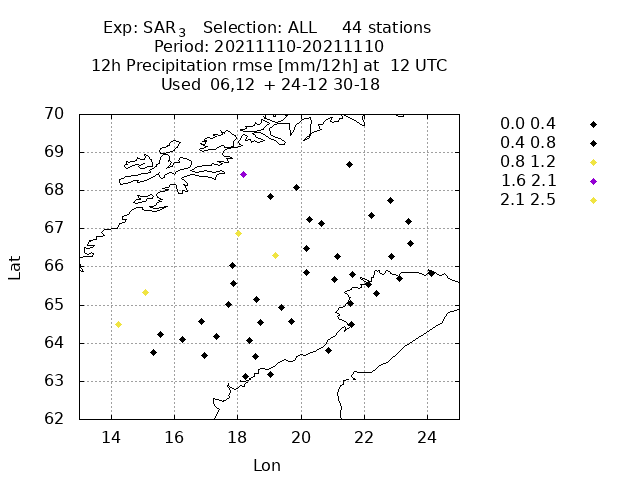 Exp: SAR3 Selection: ALL 44 stations
Period: 20211110-20211110
12h Precipitation rmse [mm/12h] at 12 UTC
Used 06,12 + 24-12 30-18
70
69
68
67
66
65
64
63
62
Lat
14 16 18 20 22 24
Lon
0.0 0.4
0.4 0.8
0.8 1.2
1.6 2.1
2.1 2.5